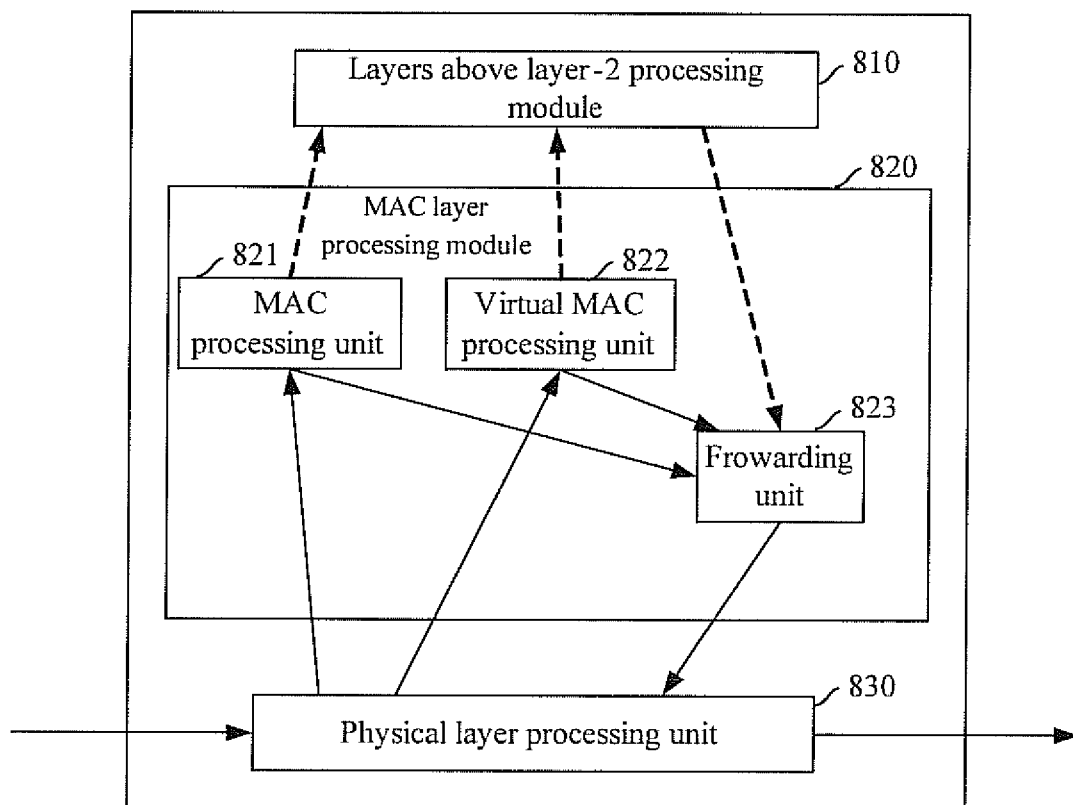 Layers above layer-2 processing
module
810
820
MAC layer
processing module
821
822
MAC
processing unit
Virtual MAC
processing unit
823
Frowarding
unit
830
Physical layer processing unit